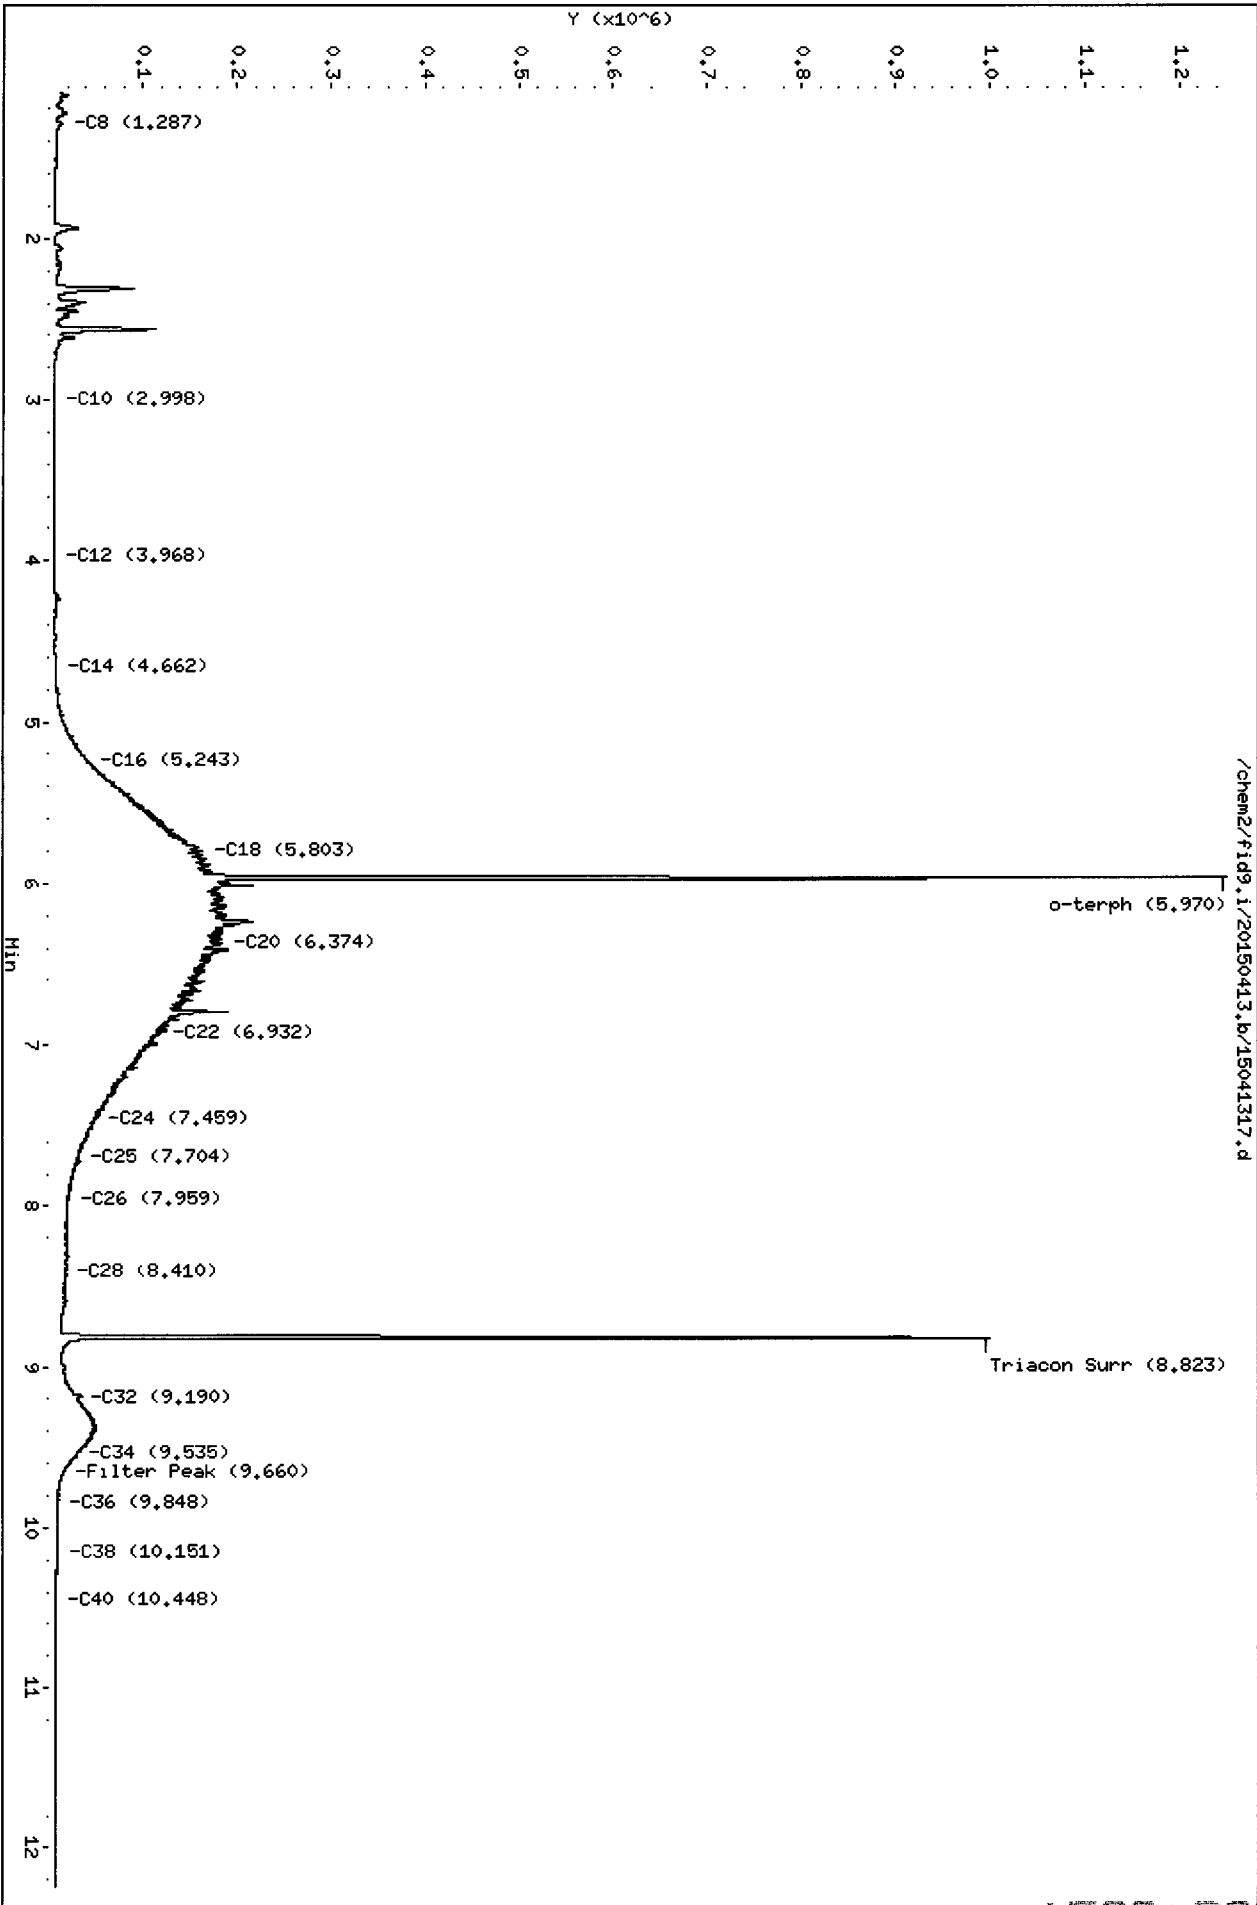 Y (x10^6)
0.1
0.2
0.3
0.4
0.5
0.6
0.7
0.8
0.9
1.0
1.1
1.2
/chem2/fid9.i/20150413.b/15041317.d
-C8 (1.287)
-C10 (2.998)
-C12 (3.968)
-C14 (4.662)
-C16 (5.243)
-C18 (5.803)
o-terph (5.970)
-C20 (6.374)
-C22 (6.932)
-C24 (7.459)
-C25 (7.704)
-C26 (7.959)
-C28 (8.410)
Triacon Surr (8.823)
-C32 (9.190)
-C34 (9.535)
-Filter Peak (9.660)
-C36 (9.848)
-C38 (10.151)
-C40 (10.448)
2
3
4
5
6
7
8
9
10
11
12
Min